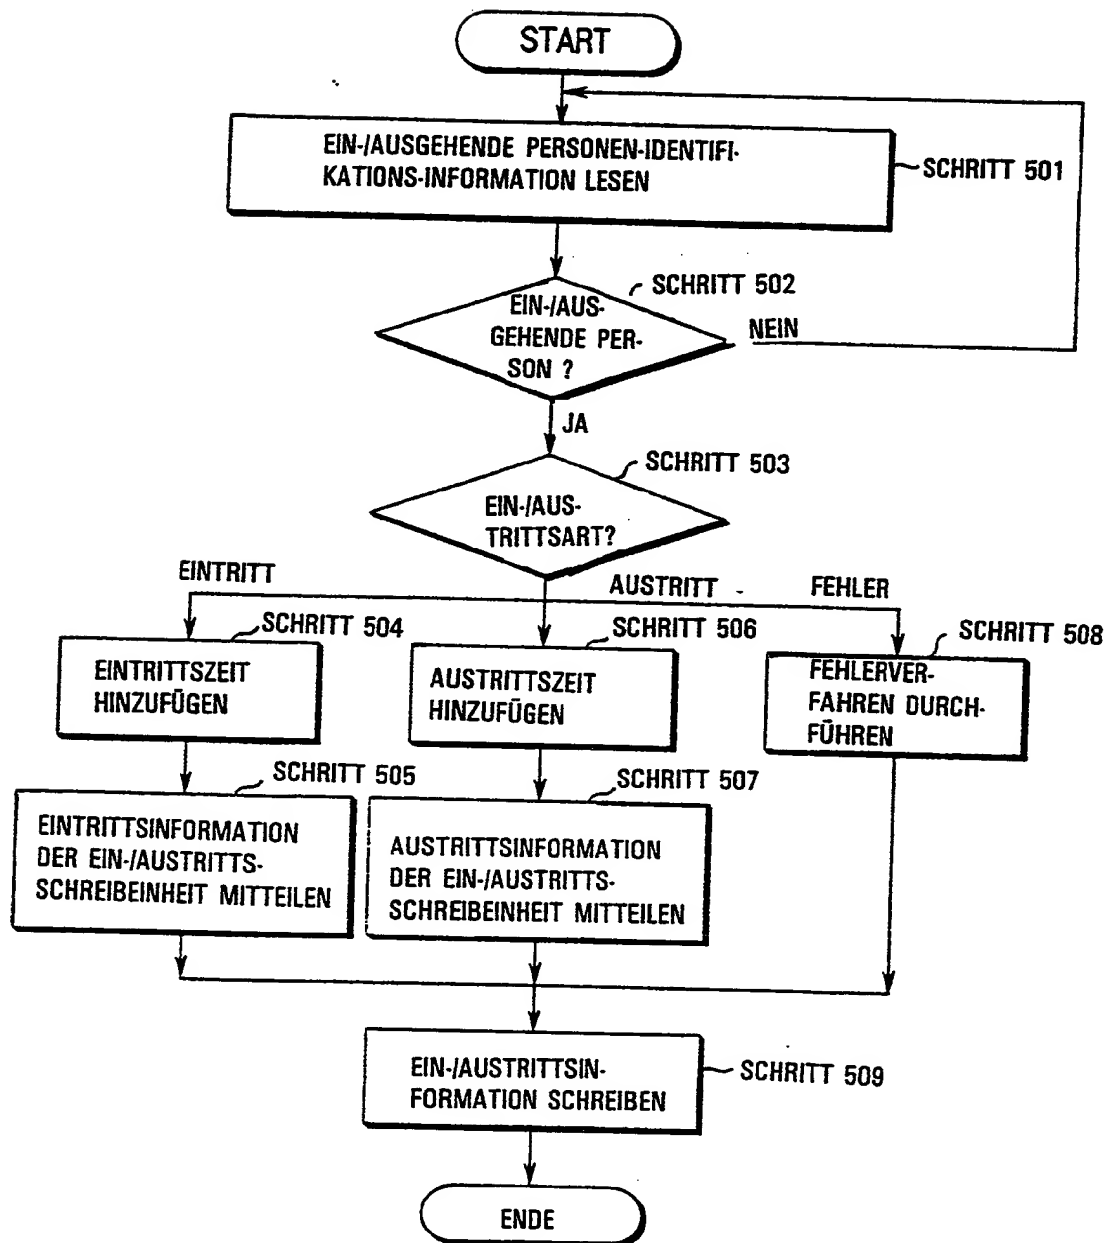 START
EIN-/AUSGEHENDE PERSONEN-IDENTIFI-
KATIONS-INFORMATION LESEN
SCHRITT 501
SCHRITT 502
EIN-/AUS-
GEHENDE PER-
SON ?
NEIN
JA
SCHRITT 503
EIN-/AUS-
TRITTSART?
EINTRITT
AUSTRITT
FEHLER
SCHRITT 504
EINTRITTSZEIT
HINZUFÜGEN
SCHRITT 506
AUSTRITTSZEIT
HINZUFÜGEN
SCHRITT 508
FEHLERVER-
FAHREN DURCH-
FÜHREN
SCHRITT 505
EINTRITTSINFORMATION
DER EIN-/AUSTRITTS-
SCHREIBEINHEIT MITTEILEN
SCHRITT 507
AUSTRITTSINFORMATION
DER EIN-/AUSTRITTS-
SCHREIBEINHEIT MITTEILEN
EIN-/AUSTRITTSIN-
FORMATION SCHREIBEN
SCHRITT 509
ENDE